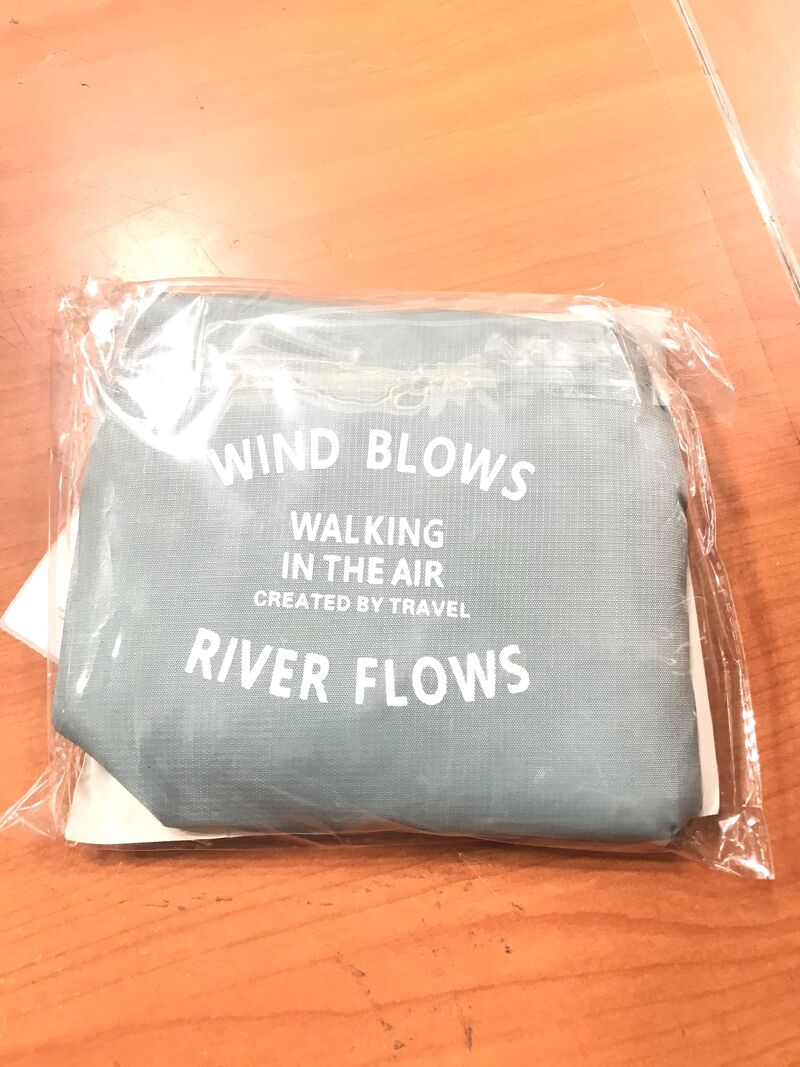 WIND BLOWS
WALKING
IN THE AIR
CREATED BY TRAVEL
RIVER FLOWS